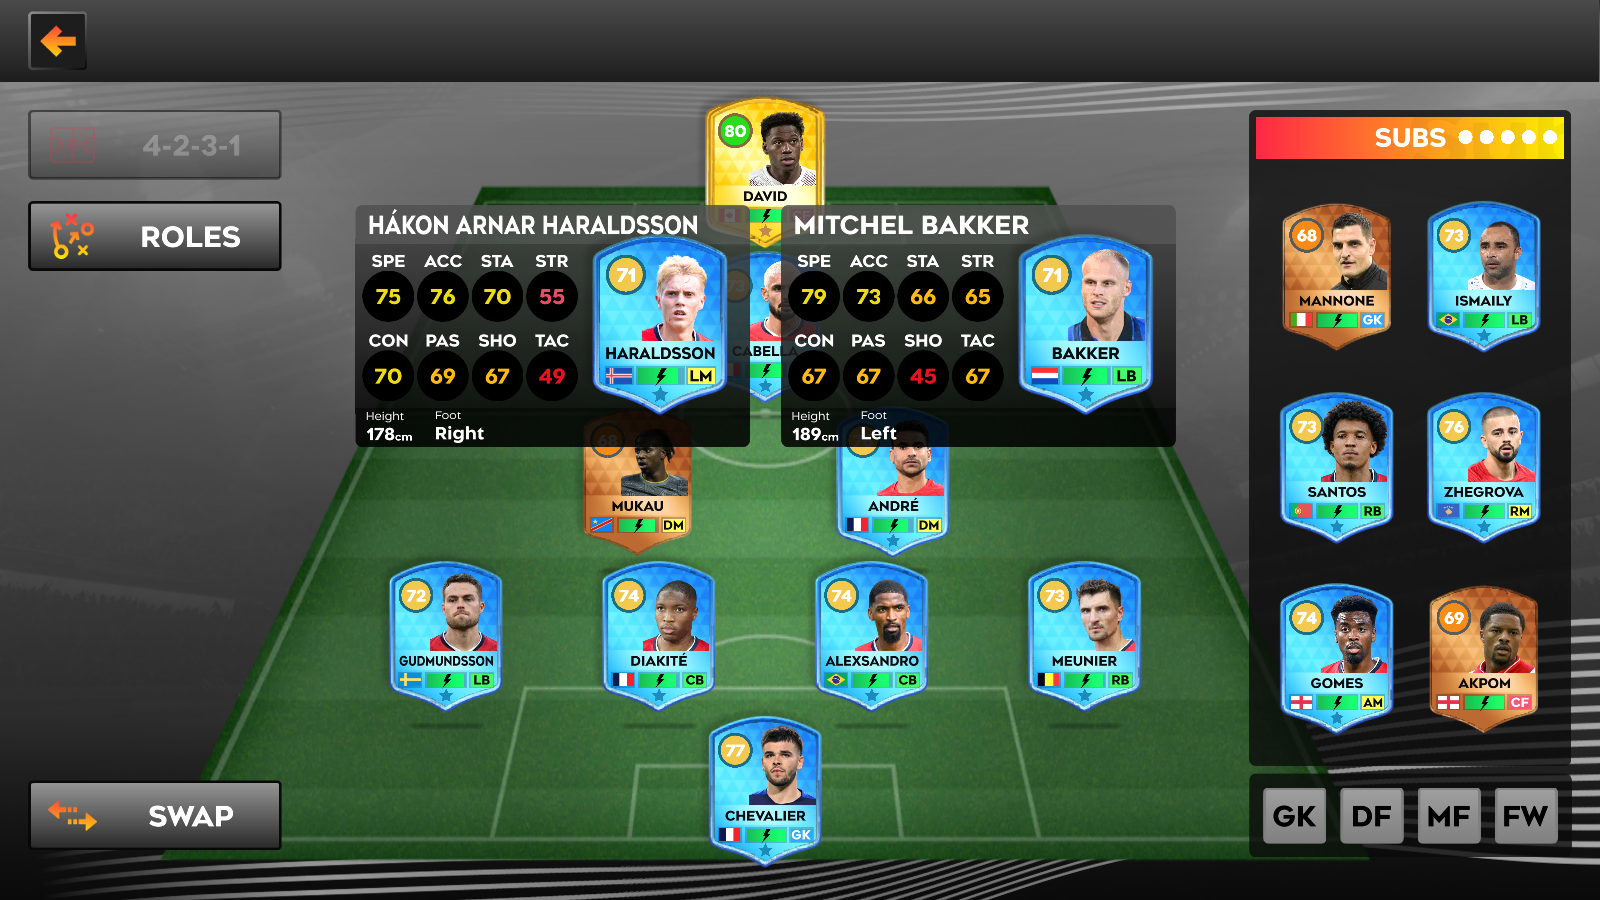 4-2-3-1
ROLES
SWAP
80
DAVID
HÁKON ARNAR HARALDSSON
SPE ACC STA STR
75 76 70 55
CON PAS SHO TAC
70 69 67 49
Height Foot
178cm Right
71
HARALDSSON
LM
73
CABELLA
MITCHEL BAKKER
SPE ACC STA STR
79 73 66 65
CON PAS SHO TAC
67 67 45 67
Height Foot
189cm Left
71
BAKKER
LB
68
MUKAU
DM
ANDRÉ
DM
72
GUDMUNDSSON
LB
74
DIAKITÉ
CB
74
ALEXSANDRO
CB
73
MEUNIER
RB
77
CHEVALIER
GK
SUBS
68
MANNONE
GK
73
ISMAILY
LB
73
SANTOS
RB
76
ZHEGROVA
RM
74
GOMES
AM
69
AKPOM
CF
GK DF MF FW